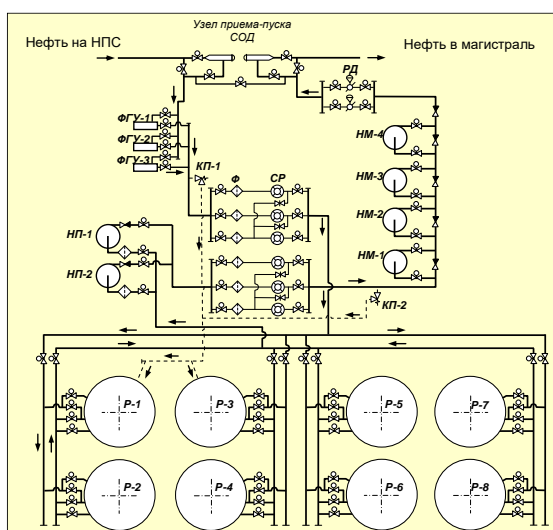 Узел приема-пуска
СОД
Нефть на НПС
Нефть в магистраль
РД
ФГУ-1
ФГУ-2
ФГУ-3
КП-1
НМ-4
НМ-3
НМ-2
НМ-1
Ф
СР
НП-1
НП-2
КП-2
Р-1
Р-3
Р-5
Р-7
Р-2
Р-4
Р-6
Р-8